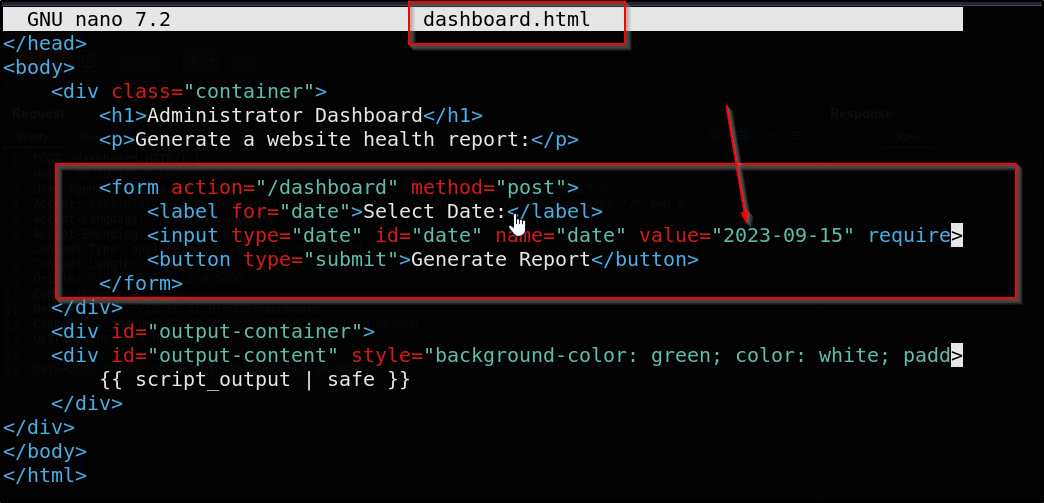 GNU nano 7.2 dashboard.html
</head>
<body>
    <div class="container">
        <h1>Administrator Dashboard</h1>
        <p>Generate a website health report:</p>
        <form action="/dashboard" method="post">
            <label for="date">Select Date:</label>
            <input type="date" id="date" name="date" value="2023-09-15" require>
            <button type="submit">Generate Report</button>
        </form>
    </div>
    <div id="output-container">
    <div id="output-content" style="background-color: green; color: white; padd>
        {{ script_output | safe }}
    </div>
</div>
</body>
</html>